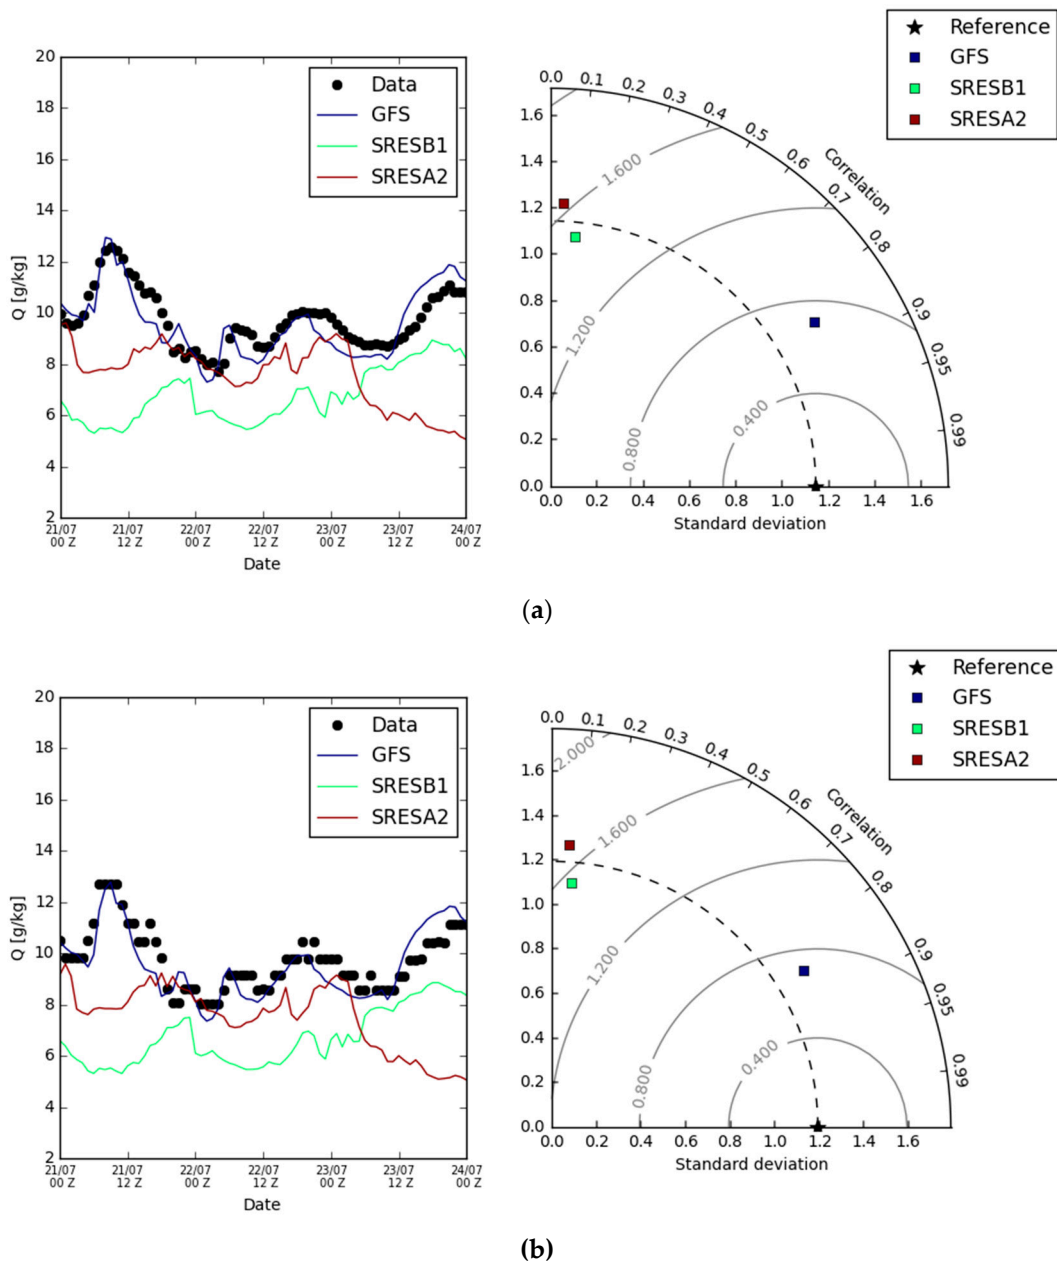 Reference
GFS
SRESB1
SRESA2
20
18
16
14
12
10
8
6
4
2
Q [g/kg]
Data
GFS
SRESB1
SRESA2
21/07 00 Z
21/07 12 Z
22/07 00 Z
22/07 12 Z
23/07 00 Z
23/07 12 Z
24/07 00 Z
Date
0.0 0.1 0.2 0.3 0.4 0.5 0.6 0.7 0.8 0.9 0.95 0.99
Correlation
1.6
1.4
1.2
1.0
0.8
0.6
0.4
0.2
0.0
1.600
1.200
0.800
0.400
0.0 0.2 0.4 0.6 0.8 1.0 1.2 1.4 1.6
Standard deviation
(a)
Reference
GFS
SRESB1
SRESA2
20
18
16
14
12
10
8
6
4
2
Q [g/kg]
Data
GFS
SRESB1
SRESA2
21/07 00 Z
21/07 12 Z
22/07 00 Z
22/07 12 Z
23/07 00 Z
23/07 12 Z
24/07 00 Z
Date
0.0 0.1 0.2 0.3 0.4 0.5 0.6 0.7 0.8 0.9 0.95 0.99
Correlation
1.6
1.4
1.2
1.0
0.8
0.6
0.4
0.2
0.0
2.000
1.600
1.200
0.800
0.400
0.0 0.2 0.4 0.6 0.8 1.0 1.2 1.4 1.6
Standard deviation
(b)